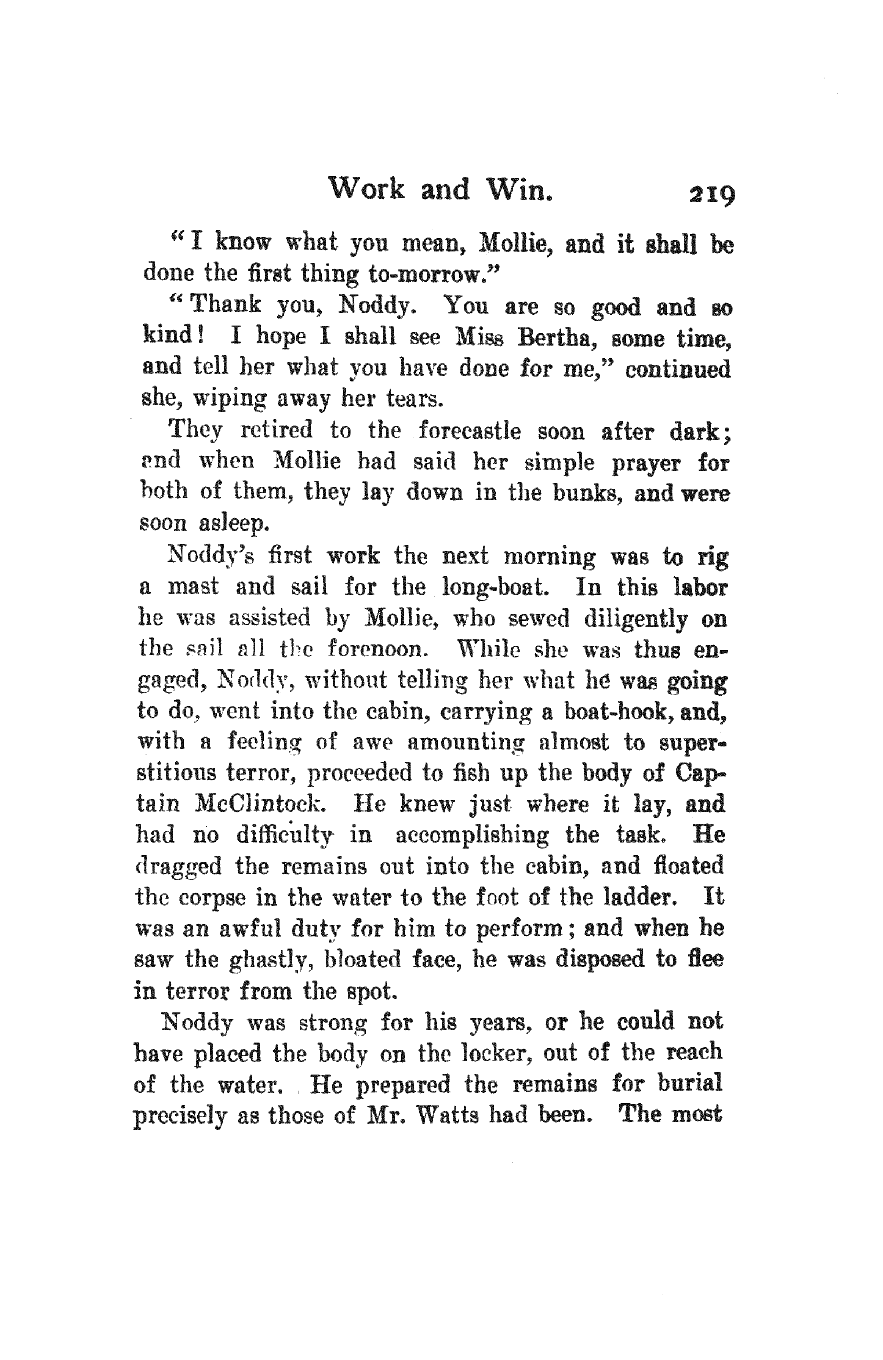 Work and Win. 219
“I know what you mean, Mollie, and it shall be
done the first thing to-morrow.”
“Thank you, Noddy. You are so good and so
kind! I hope I shall see Miss Bertha, some time,
and tell her what you have done for me,” continued
she, wiping away her tears.
They retired to the forecastle soon after dark;
and when Mollie had said her simple prayer for
both of them, they lay down in the bunks, and were
soon asleep.
Noddy’s first work the next morning was to rig
a mast and sail for the long-boat. In this labor
he was assisted by Mollie, who sewed diligently on
the sail all the forenoon. While she was thus en-
gaged, Noddy, without telling her what he was going
to do, went into the cabin, carrying a boat-hook, and,
with a feeling of awe amounting almost to super-
stitious terror, proceeded to fish up the body of Cap-
tain McClintock. He knew just where it lay, and
had no difficulty in accomplishing the task. He
dragged the remains out into the cabin, and floated
the corpse in the water to the foot of the ladder. It
was an awful duty for him to perform; and when he
saw the ghastly, bloated face, he was disposed to flee
in terror from the spot.
Noddy was strong for his years, or he could not
have placed the body on the locker, out of the reach
of the water. He prepared the remains for burial
precisely as those of Mr. Watts had been. The most